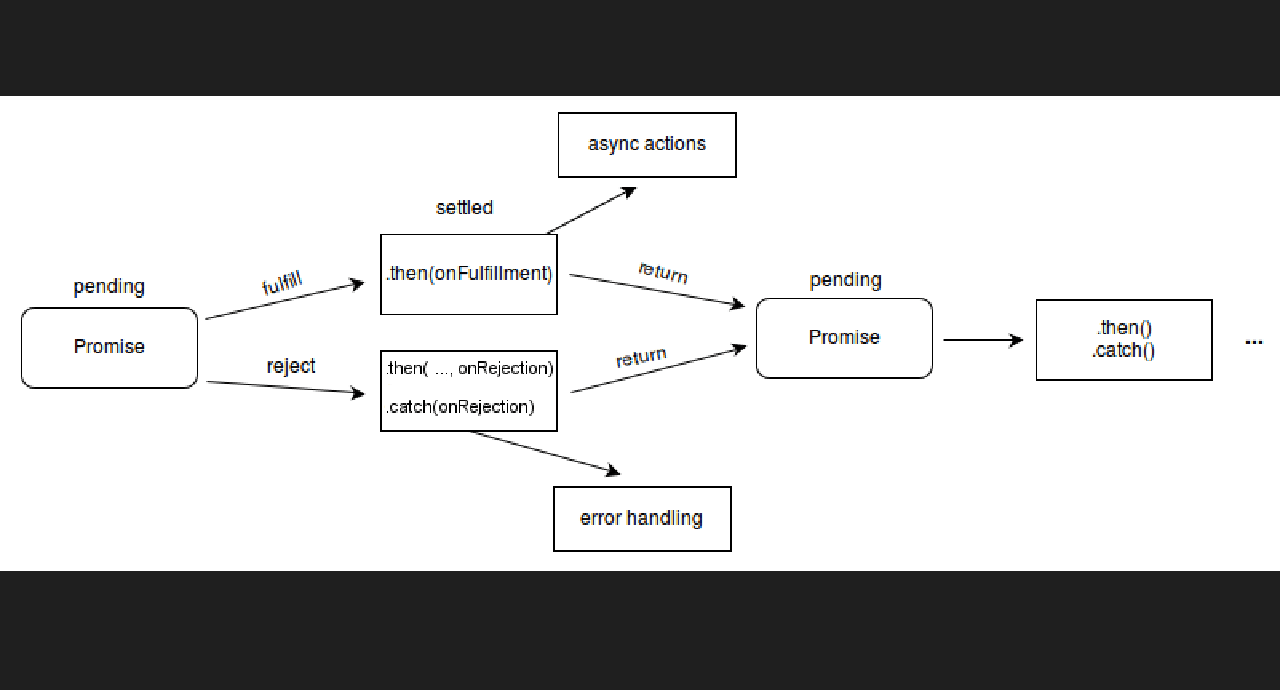 async actions
settled
.then(onFulfillment)
fulfill
return
pending
Promise
pending
Promise
.then()
.catch()
...
reject
.then( ..., onRejection)
.catch(onRejection)
return
error handling